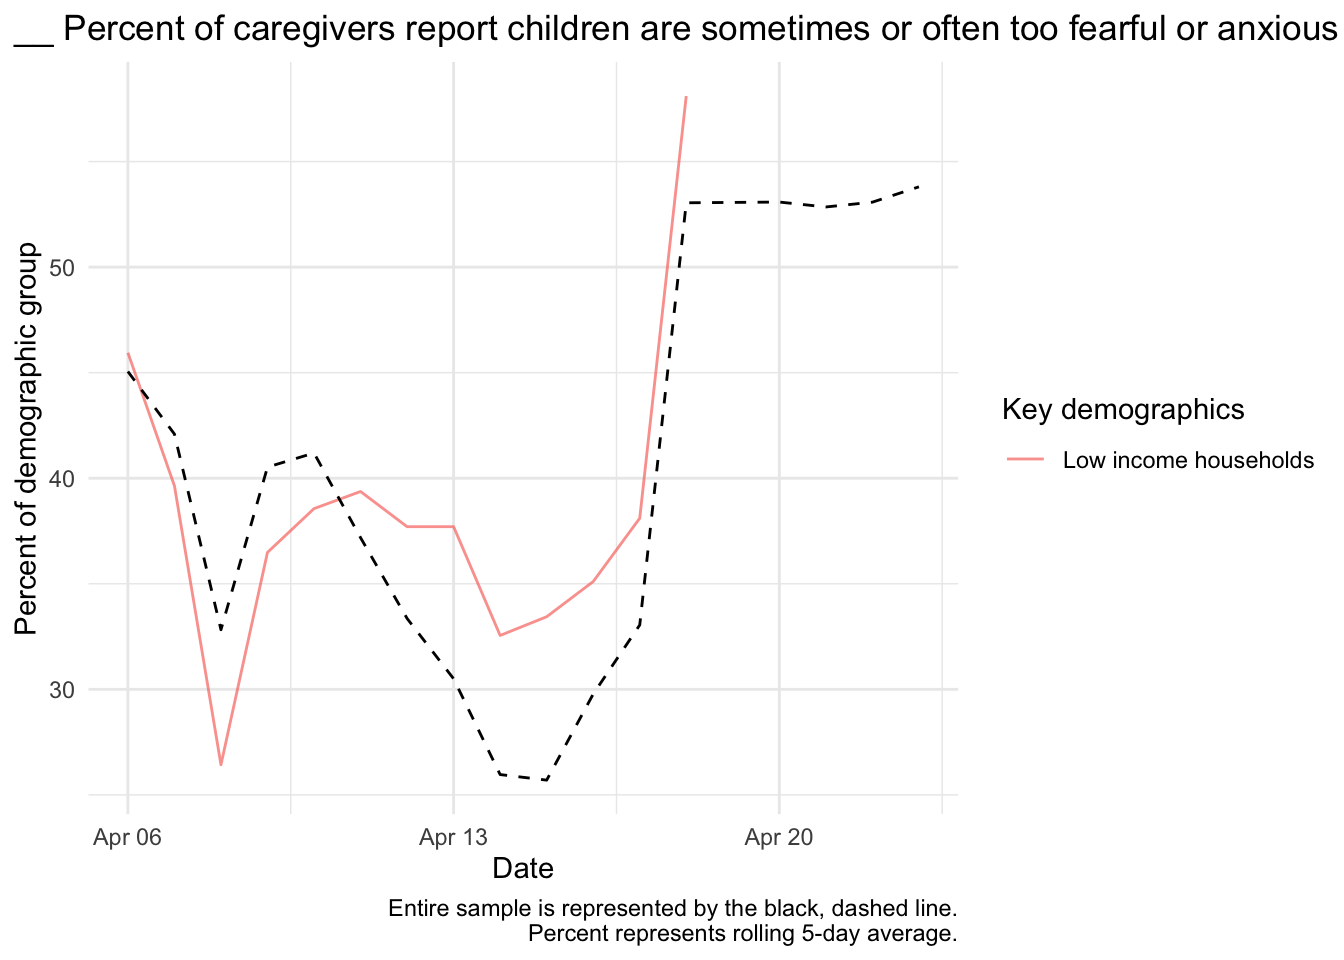 __ Percent of caregivers report children are sometimes or often too fearful or anxious
Percent of demographic group
50
40
30
Apr 06
Apr 13
Apr 20
Date
Key demographics
Low income households
Entire sample is represented by the black, dashed line.
Percent represents rolling 5-day average.